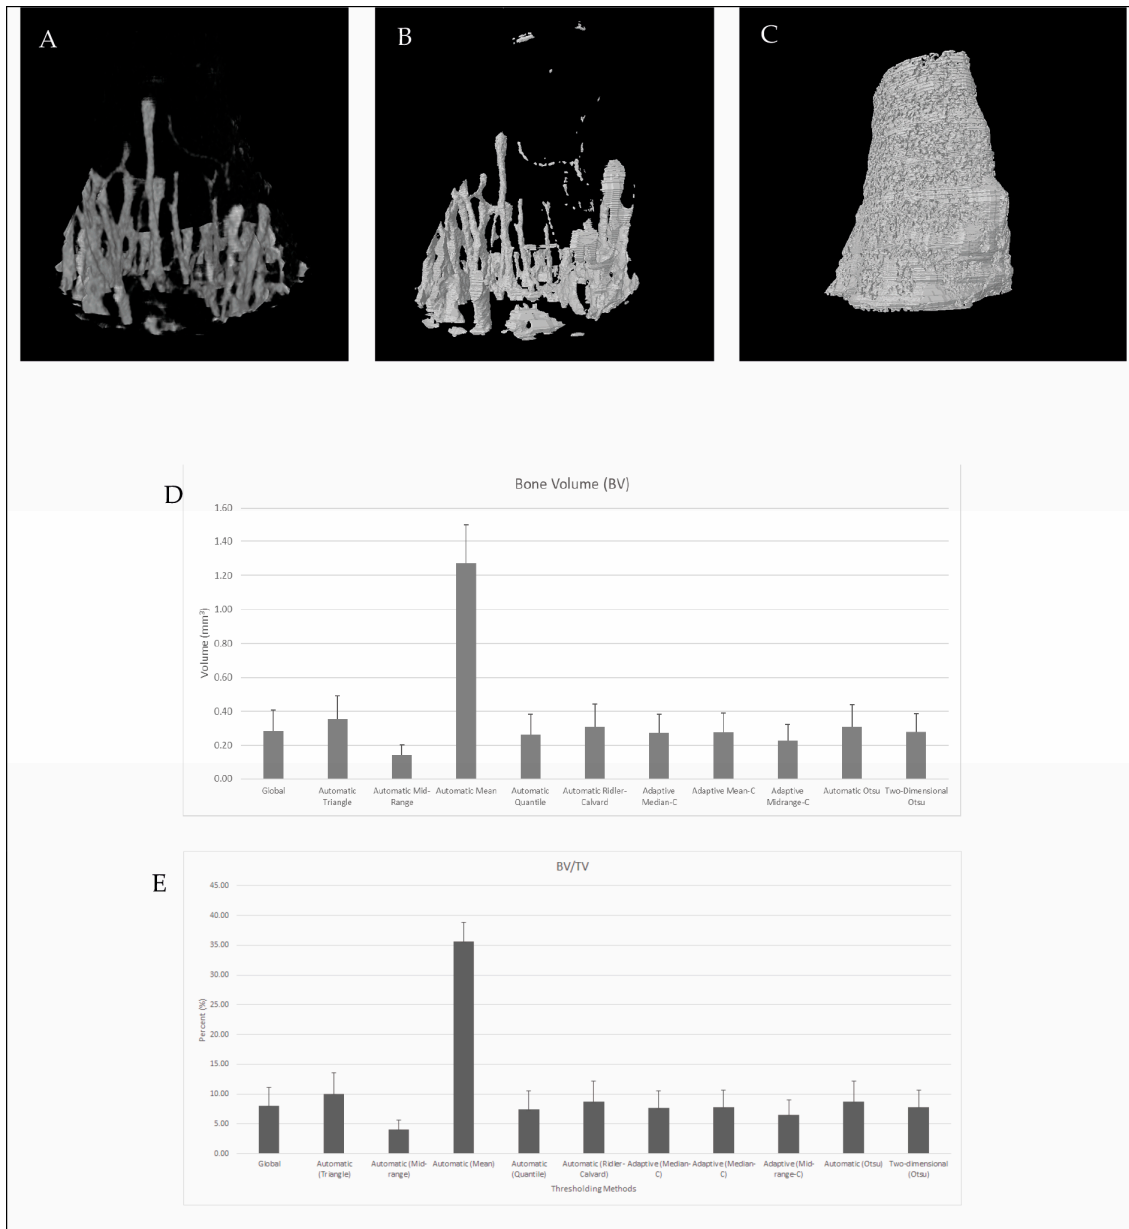 A
B
C
D
Bone Volume (BV)
1.60
1.40
1.20
1.00
0.80
0.60
0.40
0.20
0.00
Volume (mm³)
Global
Automatic Triangle
Automatic Mid-Range
Automatic Mean
Automatic Quantile
Automatic Ridler-Calvard
Adaptive Median-C
Adaptive Mean-C
Adaptive Midrange-C
Automatic Otsu
Two-Dimensional Otsu
E
BV/TV
45.00
40.00
35.00
30.00
25.00
20.00
15.00
10.00
5.00
0.00
Percent (%)
Global
Automatic (Triangle)
Automatic (Mid-range)
Automatic (Mean)
Automatic (Quantile)
Automatic (Ridler-Calvard)
Adaptive (Median-C)
Adaptive (Median-C)
Adaptive (Mid-range-C)
Automatic (Otsu)
Two-dimensional (Otsu)
Thresholding Methods